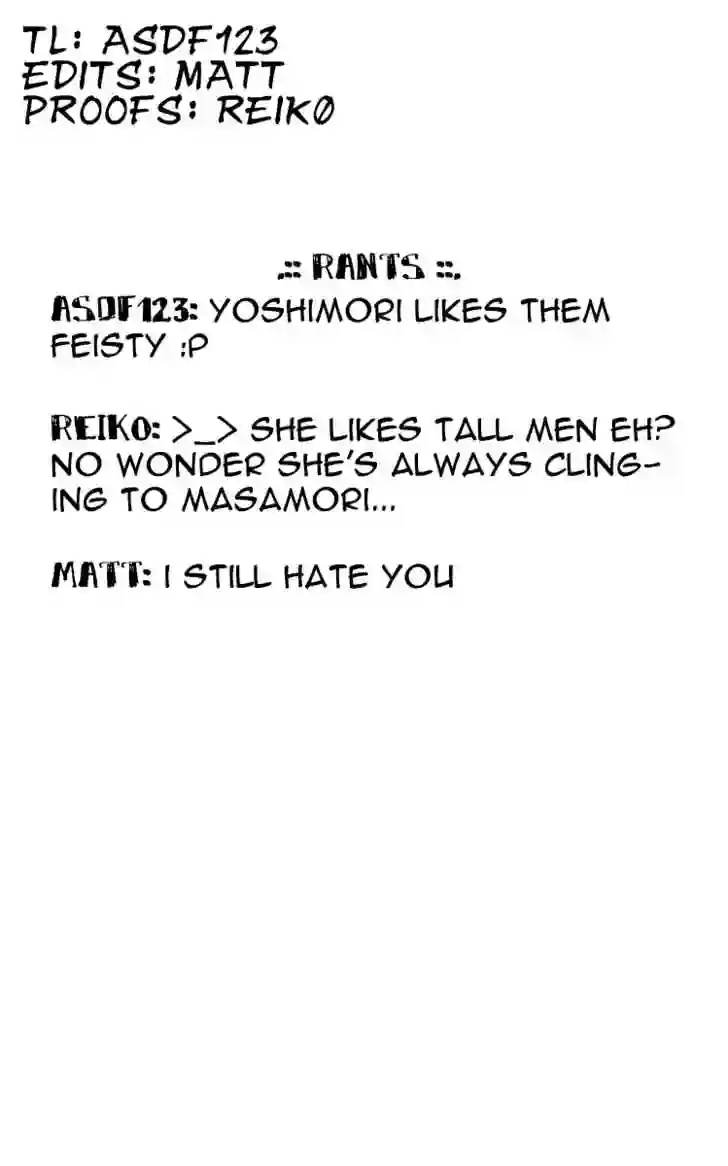 TL: ASDF123
EDITS: MATT
PROOFS: REIKO
.:: RANTS ::.
ASDF123: YOSHIMORI LIKES THEM
FEISTY :P
REIKO: >_> SHE LIKES TALL MEN EH?
NO WONDER SHE'S ALWAYS CLING-
ING TO MASAMORI...
MATT: I STILL HATE YOU